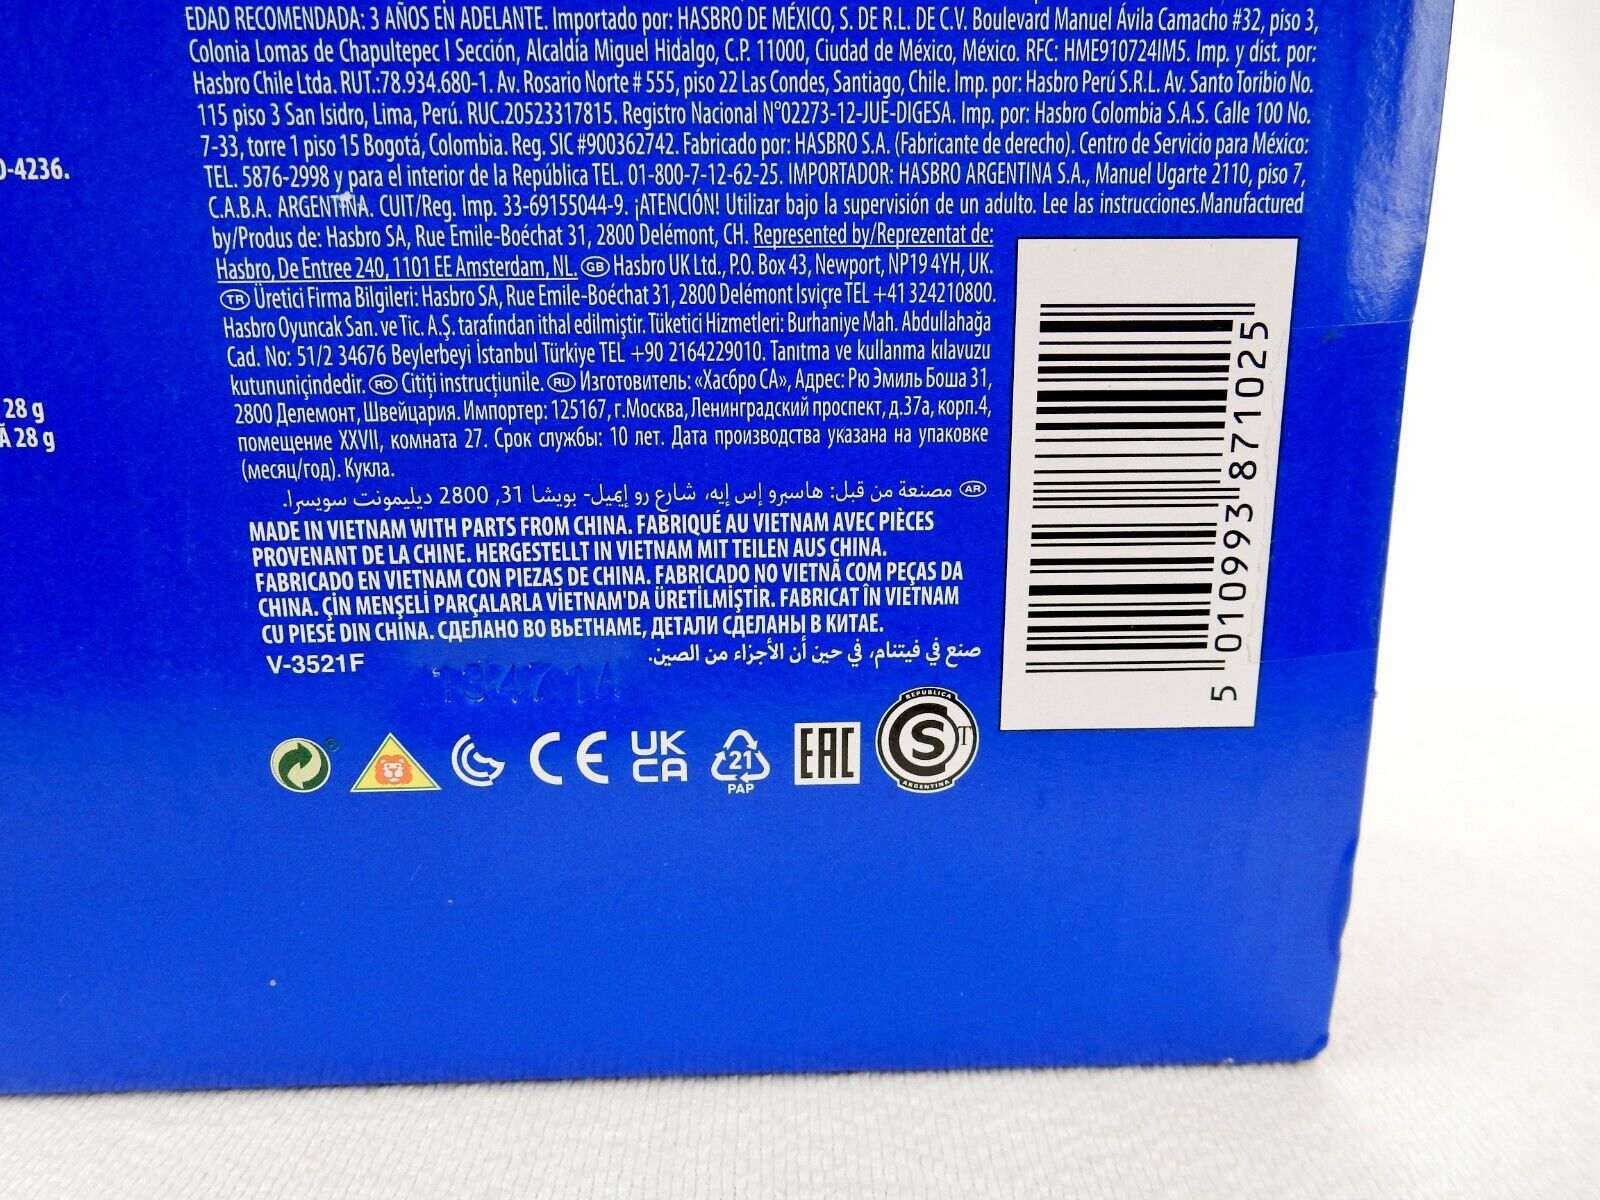 EDAD RECOMENDADA: 3 AÑOS EN ADELANTE. Importado por: HASBRO DE MÉXICO, S. DE R.L. DE C.V. Boulevard Manuel Ávila Camacho #32, piso 3,
Colonia Lomas de Chapultepec I Sección, Alcaldía Miguel Hidalgo, C.P. 11000, Ciudad de México, México. RFC: HME910724IM5. Imp. y dist. por:
Hasbro Chile Ltda. RUT.:78.934.680-1. Av. Rosario Norte # 555, piso 22 Las Condes, Santiago, Chile. Imp. por: Hasbro Perú S.R.L. Av. Santo Toribio No.
115 piso 3 San Isidro, Lima, Perú. RUC.20523317815. Registro Nacional N°02273-12-JUE-DIGESA. Imp. por: Hasbro Colombia S.A.S. Calle 100 No.
7-33, torre 1 piso 15 Bogotá, Colombia. Reg. SIC #900362742. Fabricado por: HASBRO S.A. (Fabricante de derecho). Centro de Servicio para México:
0-4236.
TEL. 5876-2998 y para el interior de la República TEL. 01-800-7-12-62-25. IMPORTADOR: HASBRO ARGENTINA S.A., Manuel Ugarte 2110, piso 7,
C.A.B.A. ARGENTINA. CUIT/Reg. Imp. 33-69155044-9. ¡ATENCIÓN! Utilizar bajo la supervisión de un adulto. Lee las instrucciones.Manufactured
by/Produs de: Hasbro SA, Rue Emile-Boéchat 31, 2800 Delémont, CH. Represented by/Reprezentat de:
Hasbro, De Entree 240, 1101 EE Amsterdam, NL. GB Hasbro UK Ltd., P.O. Box 43, Newport, NP19 4YH, UK.
TR Üretici Firma Bilgileri: Hasbro SA, Rue Emile-Boéchat 31, 2800 Delémont Isviçre TEL +41 324210800.
Hasbro Oyuncak San. ve Tic. A.Ş. tarafından ithal edilmiştir. Tüketici Hizmetleri: Burhaniye Mah. Abdullahağa
Cad. No: 51/2 34676 Beylerbeyi İstanbul Türkiye TEL +90 2164229010. Tanıtma ve kullanma kılavuzu
kutununiçindedir. RO Citiți instrucțiunile. RU Изготовитель: «Хасбро СА», Адрес: Рю Эмиль Боша 31,
28 g
2800 Делемонт, Швейцария. Импортер: 125167, г.Москва, Ленинградский проспект, д.37а, корп.4,
Ã 28 g
помещение XXVII, комната 27. Срок службы: 10 лет. Дата производства указана на упаковке
(месяц/год). Кукла.
AR مصنعة من قبل: هاسبرو إس إيه، شارع رو إيميل- بويشا 31, 2800 ديليمونت سويسرا.
MADE IN VIETNAM WITH PARTS FROM CHINA. FABRIQUÉ AU VIETNAM AVEC PIÈCES
PROVENANT DE LA CHINE. HERGESTELLT IN VIETNAM MIT TEILEN AUS CHINA.
FABRICADO EN VIETNAM CON PIEZAS DE CHINA. FABRICADO NO VIETNÃ COM PEÇAS DA
CHINA. ÇİN MENŞELİ PARÇALARLA VİETNAM'DA ÜRETİLMİŞTİR. FABRICAT ÎN VIETNAM
CU PIESE DIN CHINA. СДЕЛАНО ВО ВЬЕТНАМЕ, ДЕТАЛИ СДЕЛАНЫ В КИТАЕ.
صنع في فيتنام، في حين أن الأجزاء من الصين.
V-3521F
13471A
CE
UK
CA
21
PAP
EAC
REPUBLICA
S T
ARGENTINA
5 010993 871025